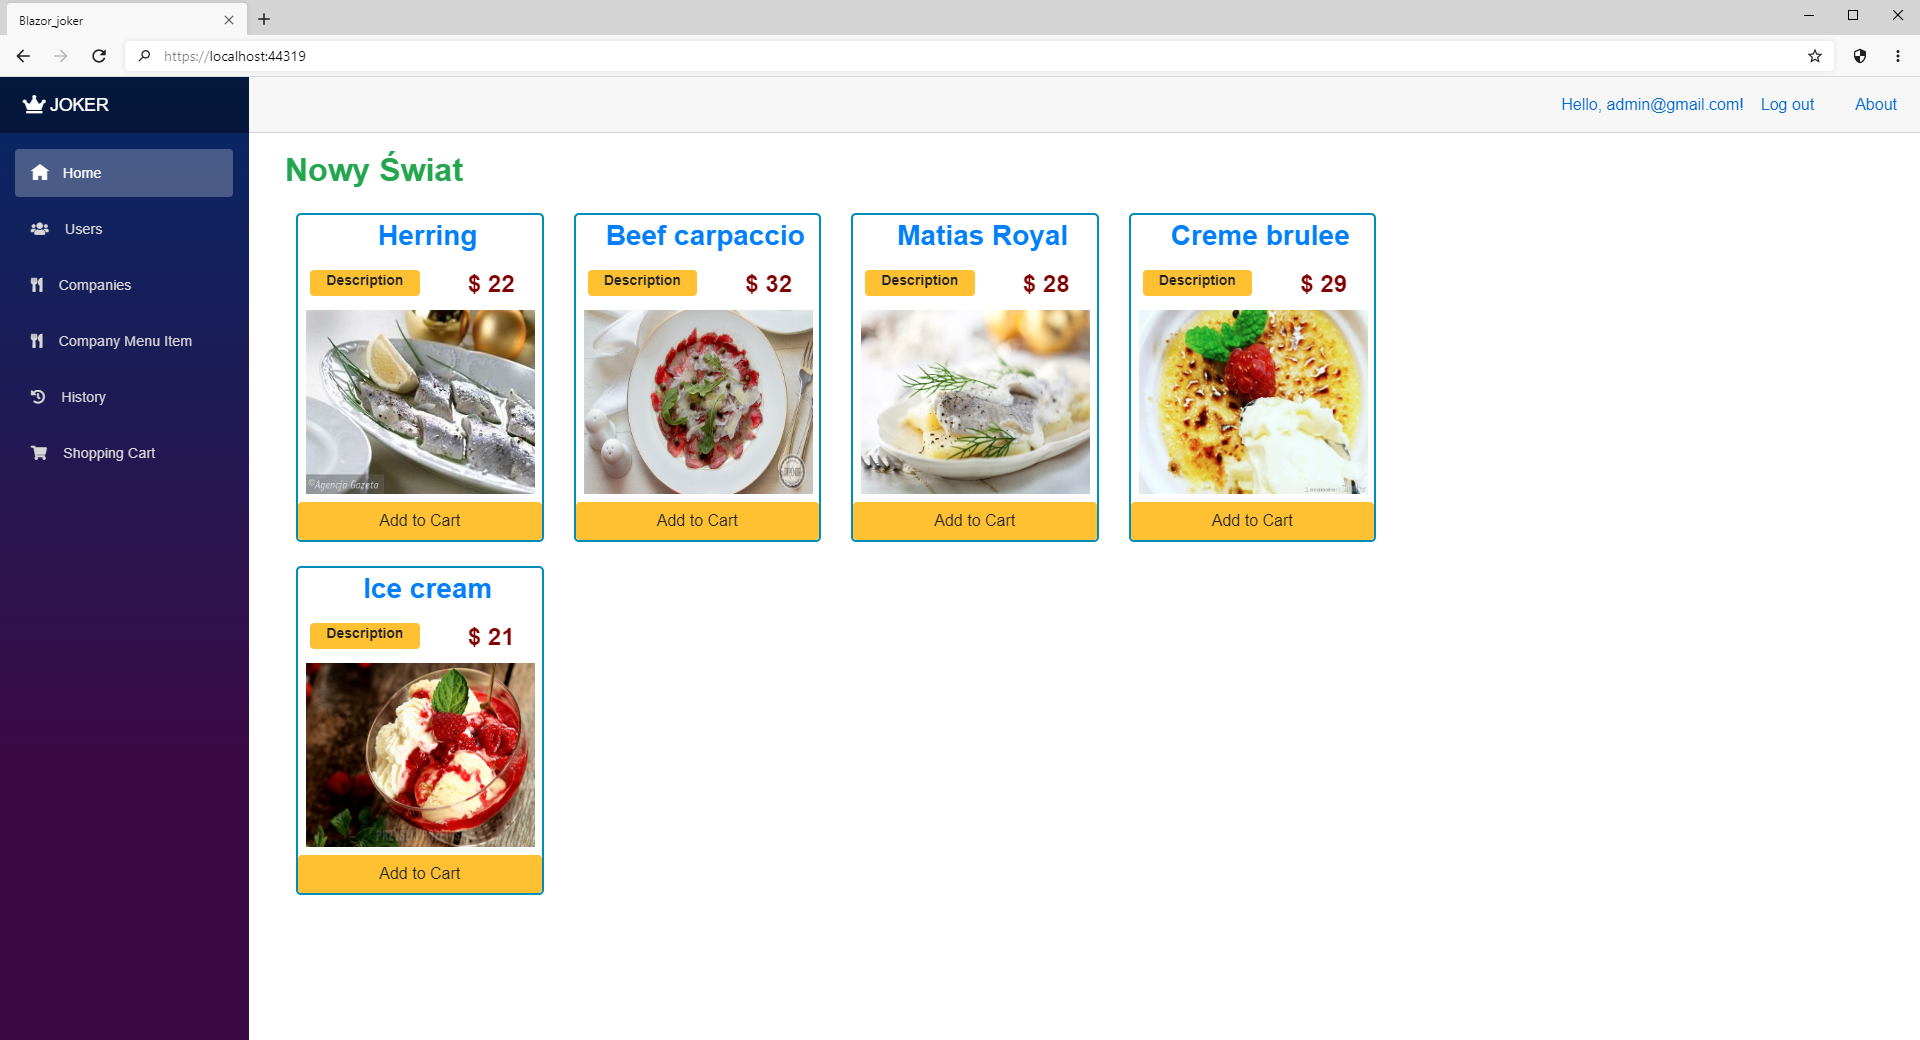 Blazor_joker
https://localhost:44319
JOKER
Hello, admin@gmail.com! Log out About
Home
Users
Companies
Company Menu Item
History
Shopping Cart
Nowy Świat
Herring
Description $ 22
©Agencja Gazeta
Add to Cart
Beef carpaccio
Description $ 32
Add to Cart
Matias Royal
Description $ 28
Add to Cart
Creme brulee
Description $ 29
Add to Cart
Ice cream
Description $ 21
Add to Cart